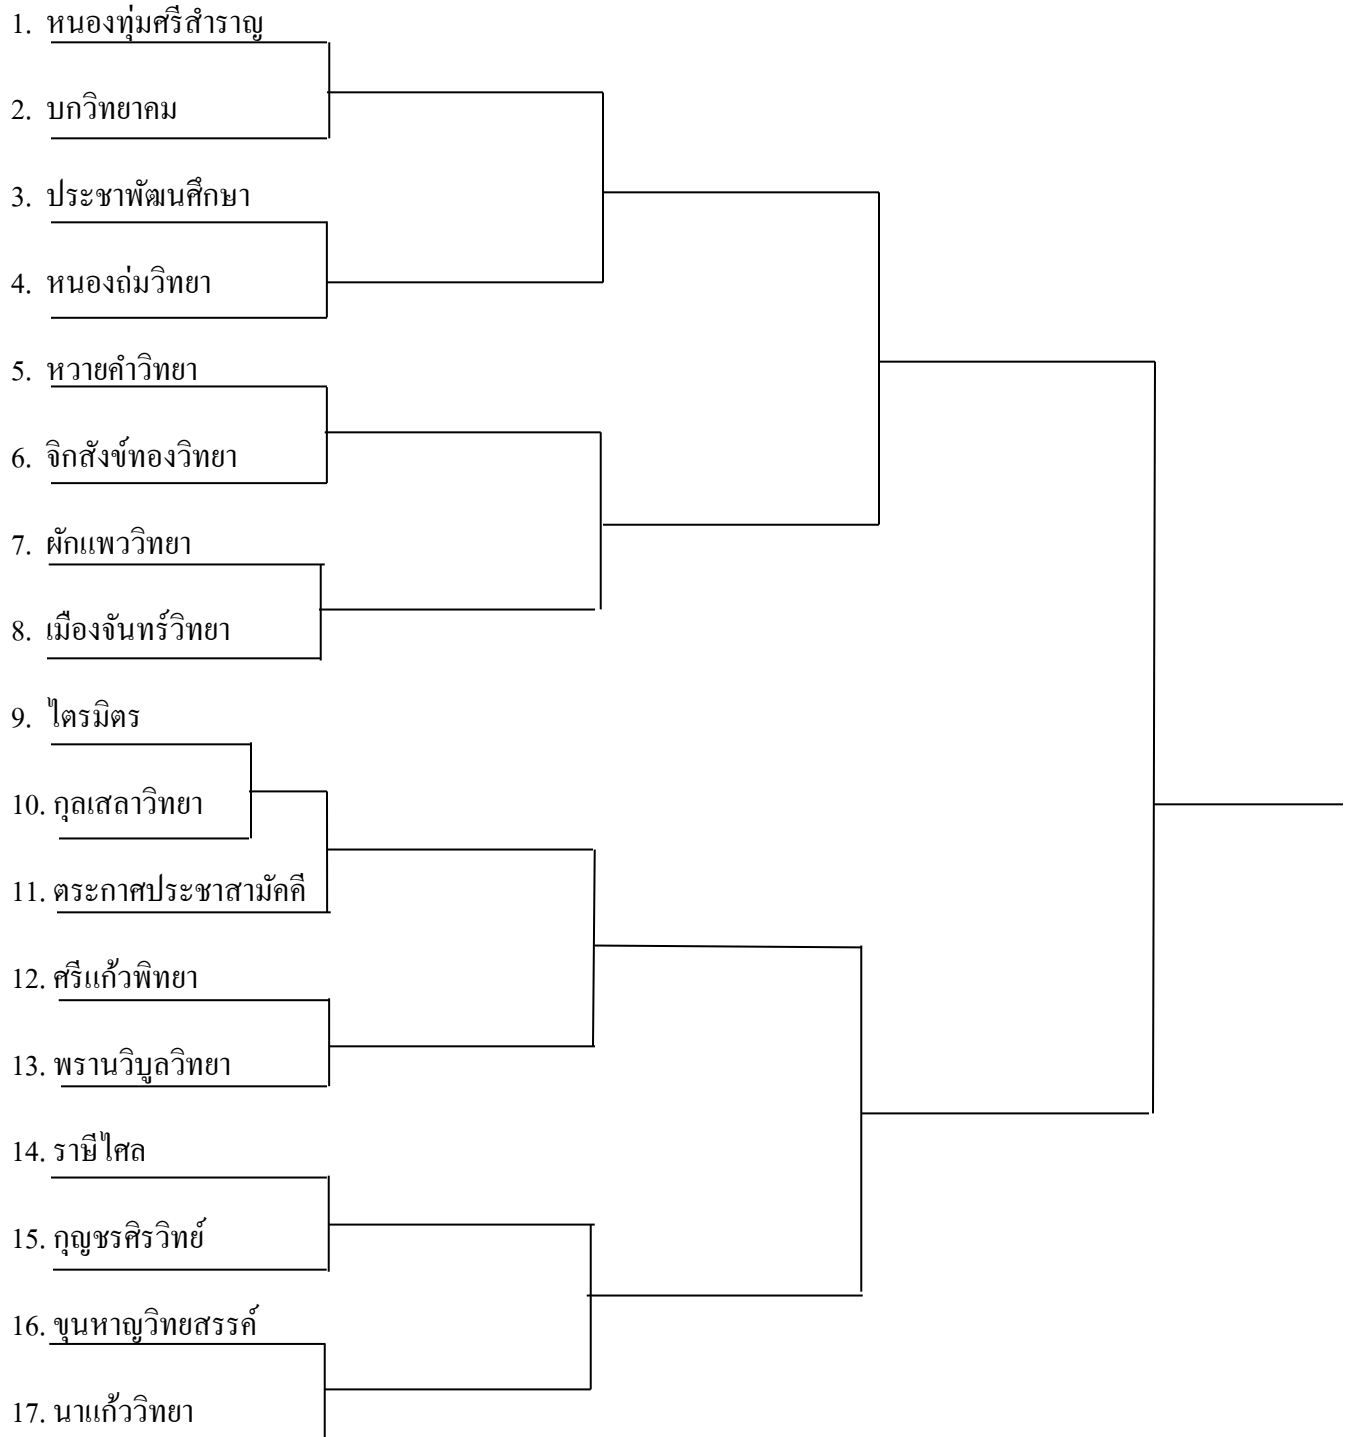 1. หนองทุ่มศรีสำราญ
2. บกวิทยาคม
3. ประชาพัฒนศึกษา
4. หนองถ่มวิทยา
5. หวายคำวิทยา
6. จิกสังข์ทองวิทยา
7. ผักแพววิทยา
8. เมืองจันทร์วิทยา
9. ไตรมิตร
10. กุลเสลาวิทยา
11. ตระกาศประชาสามัคคี
12. ศรีแก้วพิทยา
13. พรานวิบูลวิทยา
14. ราษีไศล
15. กุญชรศิรวิทย์
16. ขุนหาญวิทยสรรค์
17. นาแก้ววิทยา